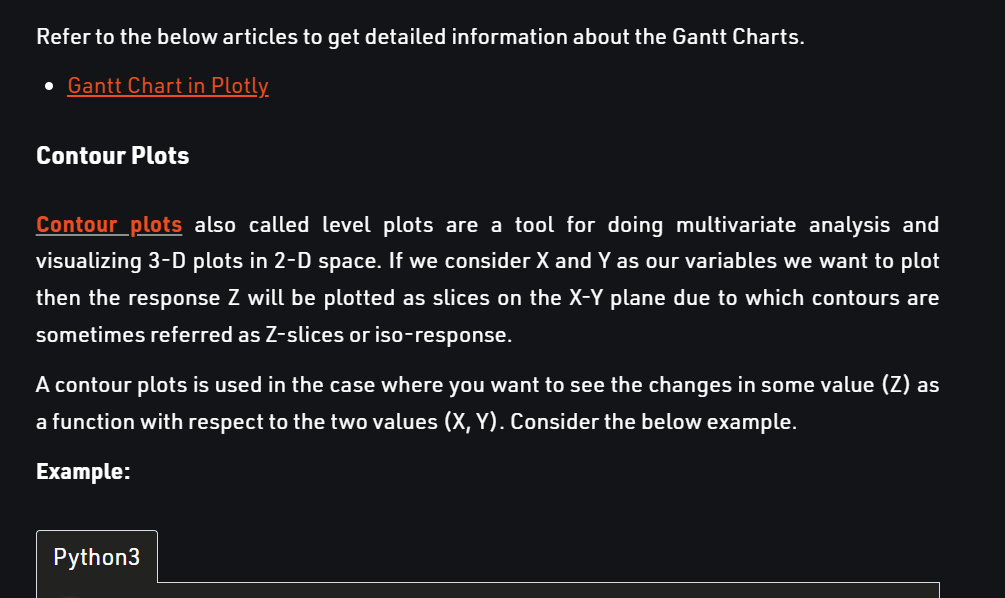 Refer to the below articles to get detailed information about the Gantt Charts.
Gantt Chart in Plotly
Contour Plots
Contour plots also called level plots are a tool for doing multivariate analysis and
visualizing 3-D plots in 2-D space. If we consider X and Y as our variables we want to plot
then the response Z will be plotted as slices on the X-Y plane due to which contours are
sometimes referred as Z-slices or iso-response.
A contour plots is used in the case where you want to see the changes in some value (Z) as
a function with respect to the two values (X, Y). Consider the below example.
Example:
Python3